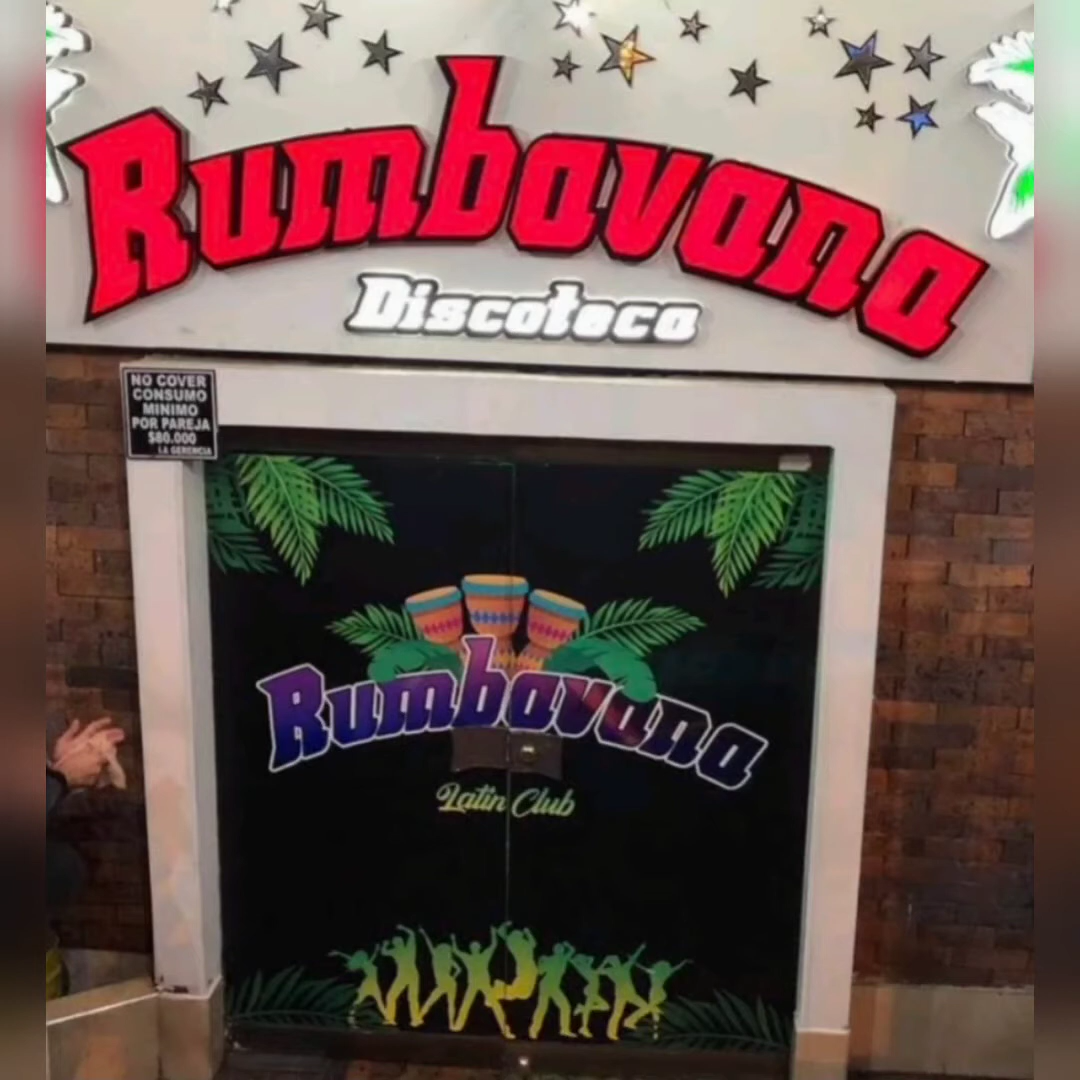 Rumbavana
Discoteca
NO COVER
CONSUMO
MINIMO
POR PAREJA
$80.000
LA GERENCIA
Rumbavana
Latin Club